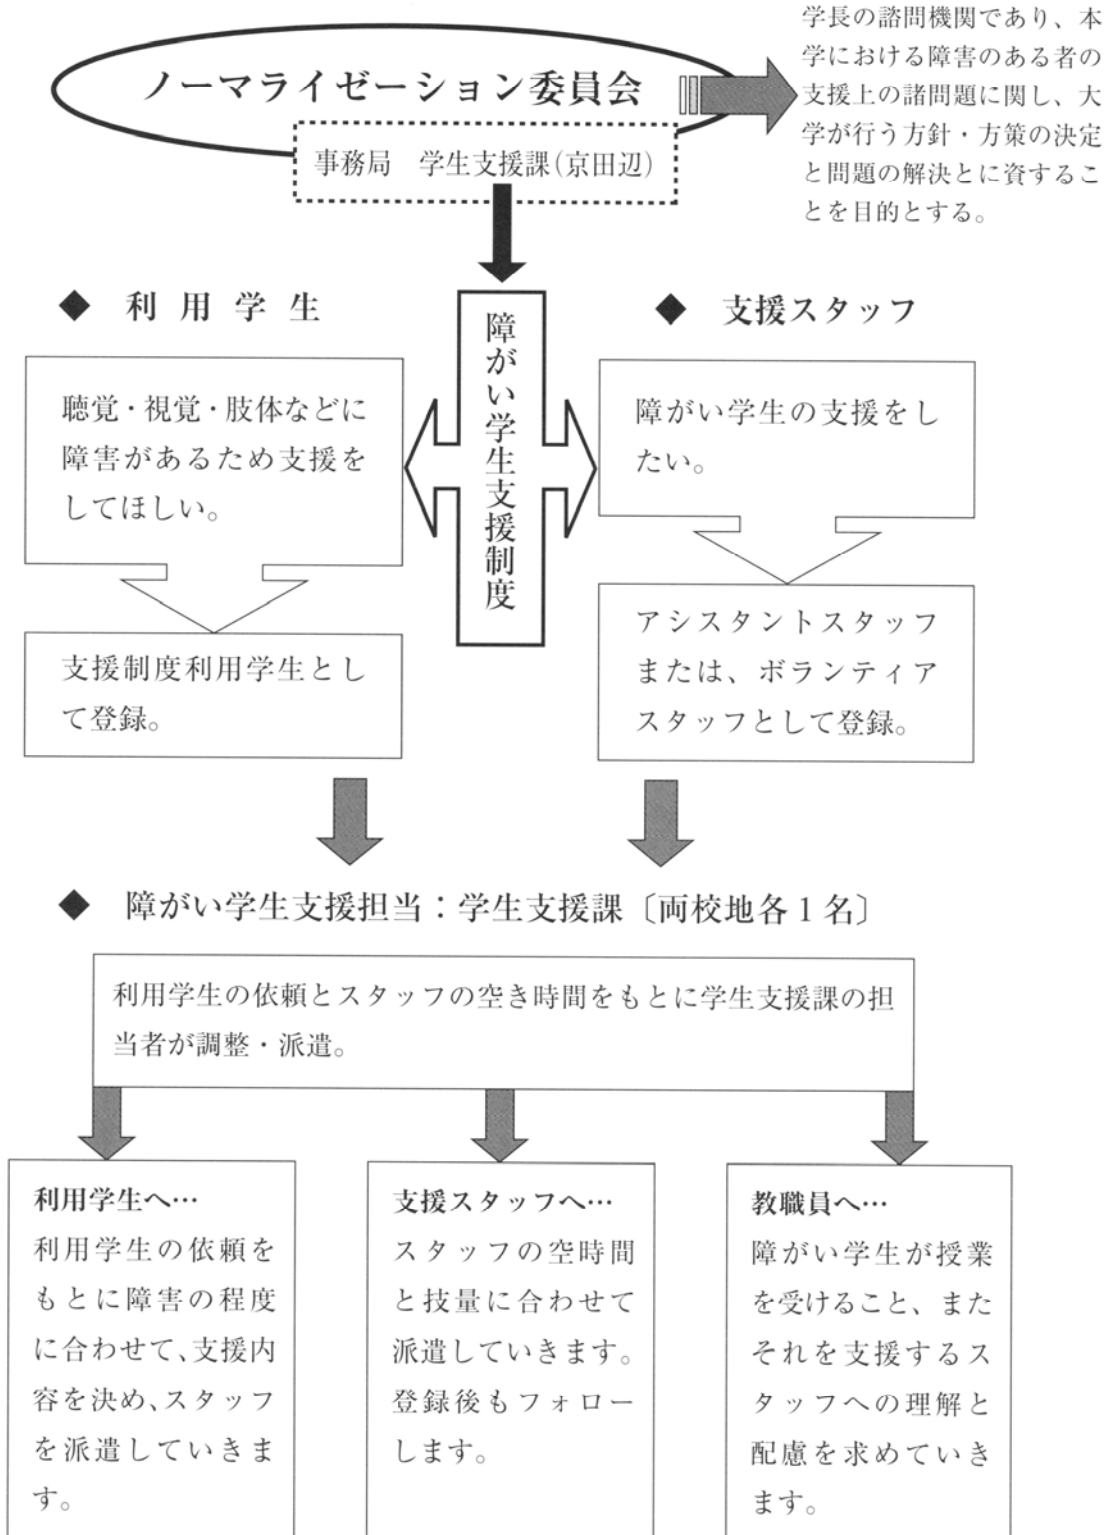 学長の諮問機関であり、本
学における障害のある者の
支援上の諸問題に関し、大
学が行う方針・方策の決定
と問題の解決とに資するこ
とを目的とする。
ノーマライゼーション委員会
事務局 学生支援課(京田辺)
障がい学生支援制度
◆ 利用学生
聴覚・視覚・肢体などに
障害があるため支援を
してほしい。
支援制度利用学生とし
て登録。
◆ 支援スタッフ
障がい学生の支援をし
たい。
アシスタントスタッフ
または、ボランティア
スタッフとして登録。
◆ 障がい学生支援担当：学生支援課〔両校地各1名〕
利用学生の依頼とスタッフの空き時間をもとに学生支援課の担
当者が調整・派遣。
利用学生へ…
利用学生の依頼を
もとに障害の程度
に合わせて、支援内
容を決め、スタッフ
を派遣していきま
す。
支援スタッフへ…
スタッフの空時間
と技量に合わせて
派遣していきます。
登録後もフォロー
します。
教職員へ…
障がい学生が授業
を受けること、また
それを支援するス
タッフへの理解と
配慮を求めていき
ます。